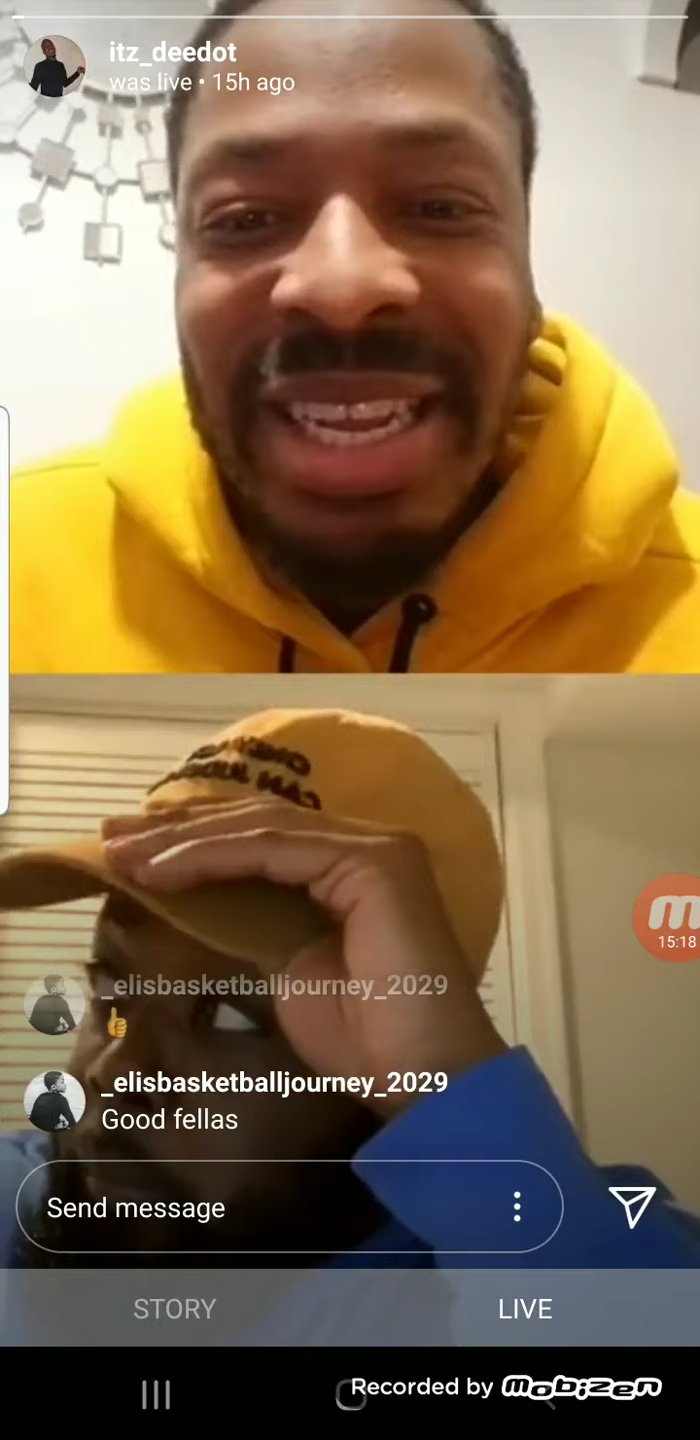 itz_deedot
was live • 15h ago
_elisbasketballjourney_2029
👍
_elisbasketballjourney_2029
Good fellas
Send message
15:18
STORY
LIVE
Recorded by mobizen